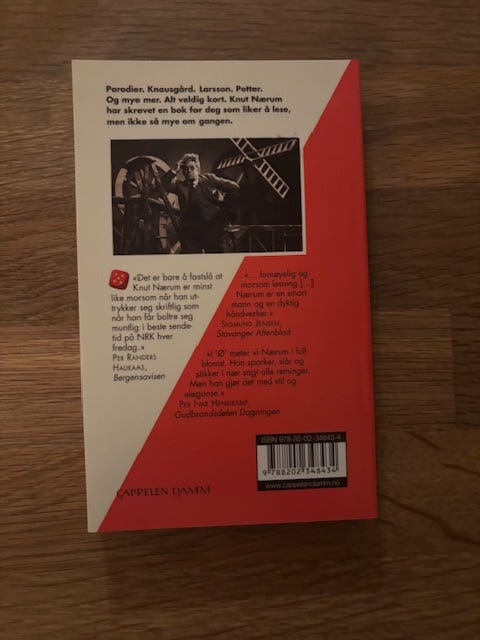 Parodier. Knausgård. Larsson. Potter.
Og mye mer. Alt veldig kort. Knut Nærum
har skrevet en bok for deg som liker å lese,
men ikke så mye om gangen.
«Det er bare å fastslå at
Knut Nærum er minst
like morsom når han ut-
trykker seg skriftlig som
når han får boltre seg
muntlig i beste sende-
tid på NRK hver
fredag..»
Per Randers
Haukaas,
Bergensavisen
«... fornøyelig og
morsom lesning [...]
Nærum er en smart
mann og en dyktig
håndverker.»
Sigmund Jensen,
Stavanger Aftenblad
«I 'Ø' møter vi Nærum i full
blomst. Han sparker, slår og
stikker i nær sagt alle retninger.
Men han gjør det med stil og
eleganse.»
Per Ivar Henriksbø,
Gudbrandsdølen Dagningen
ISBN 978-82-02-34843-4
9 788202 348434
www.cappelendamm.no
CAPPELEN DAMM